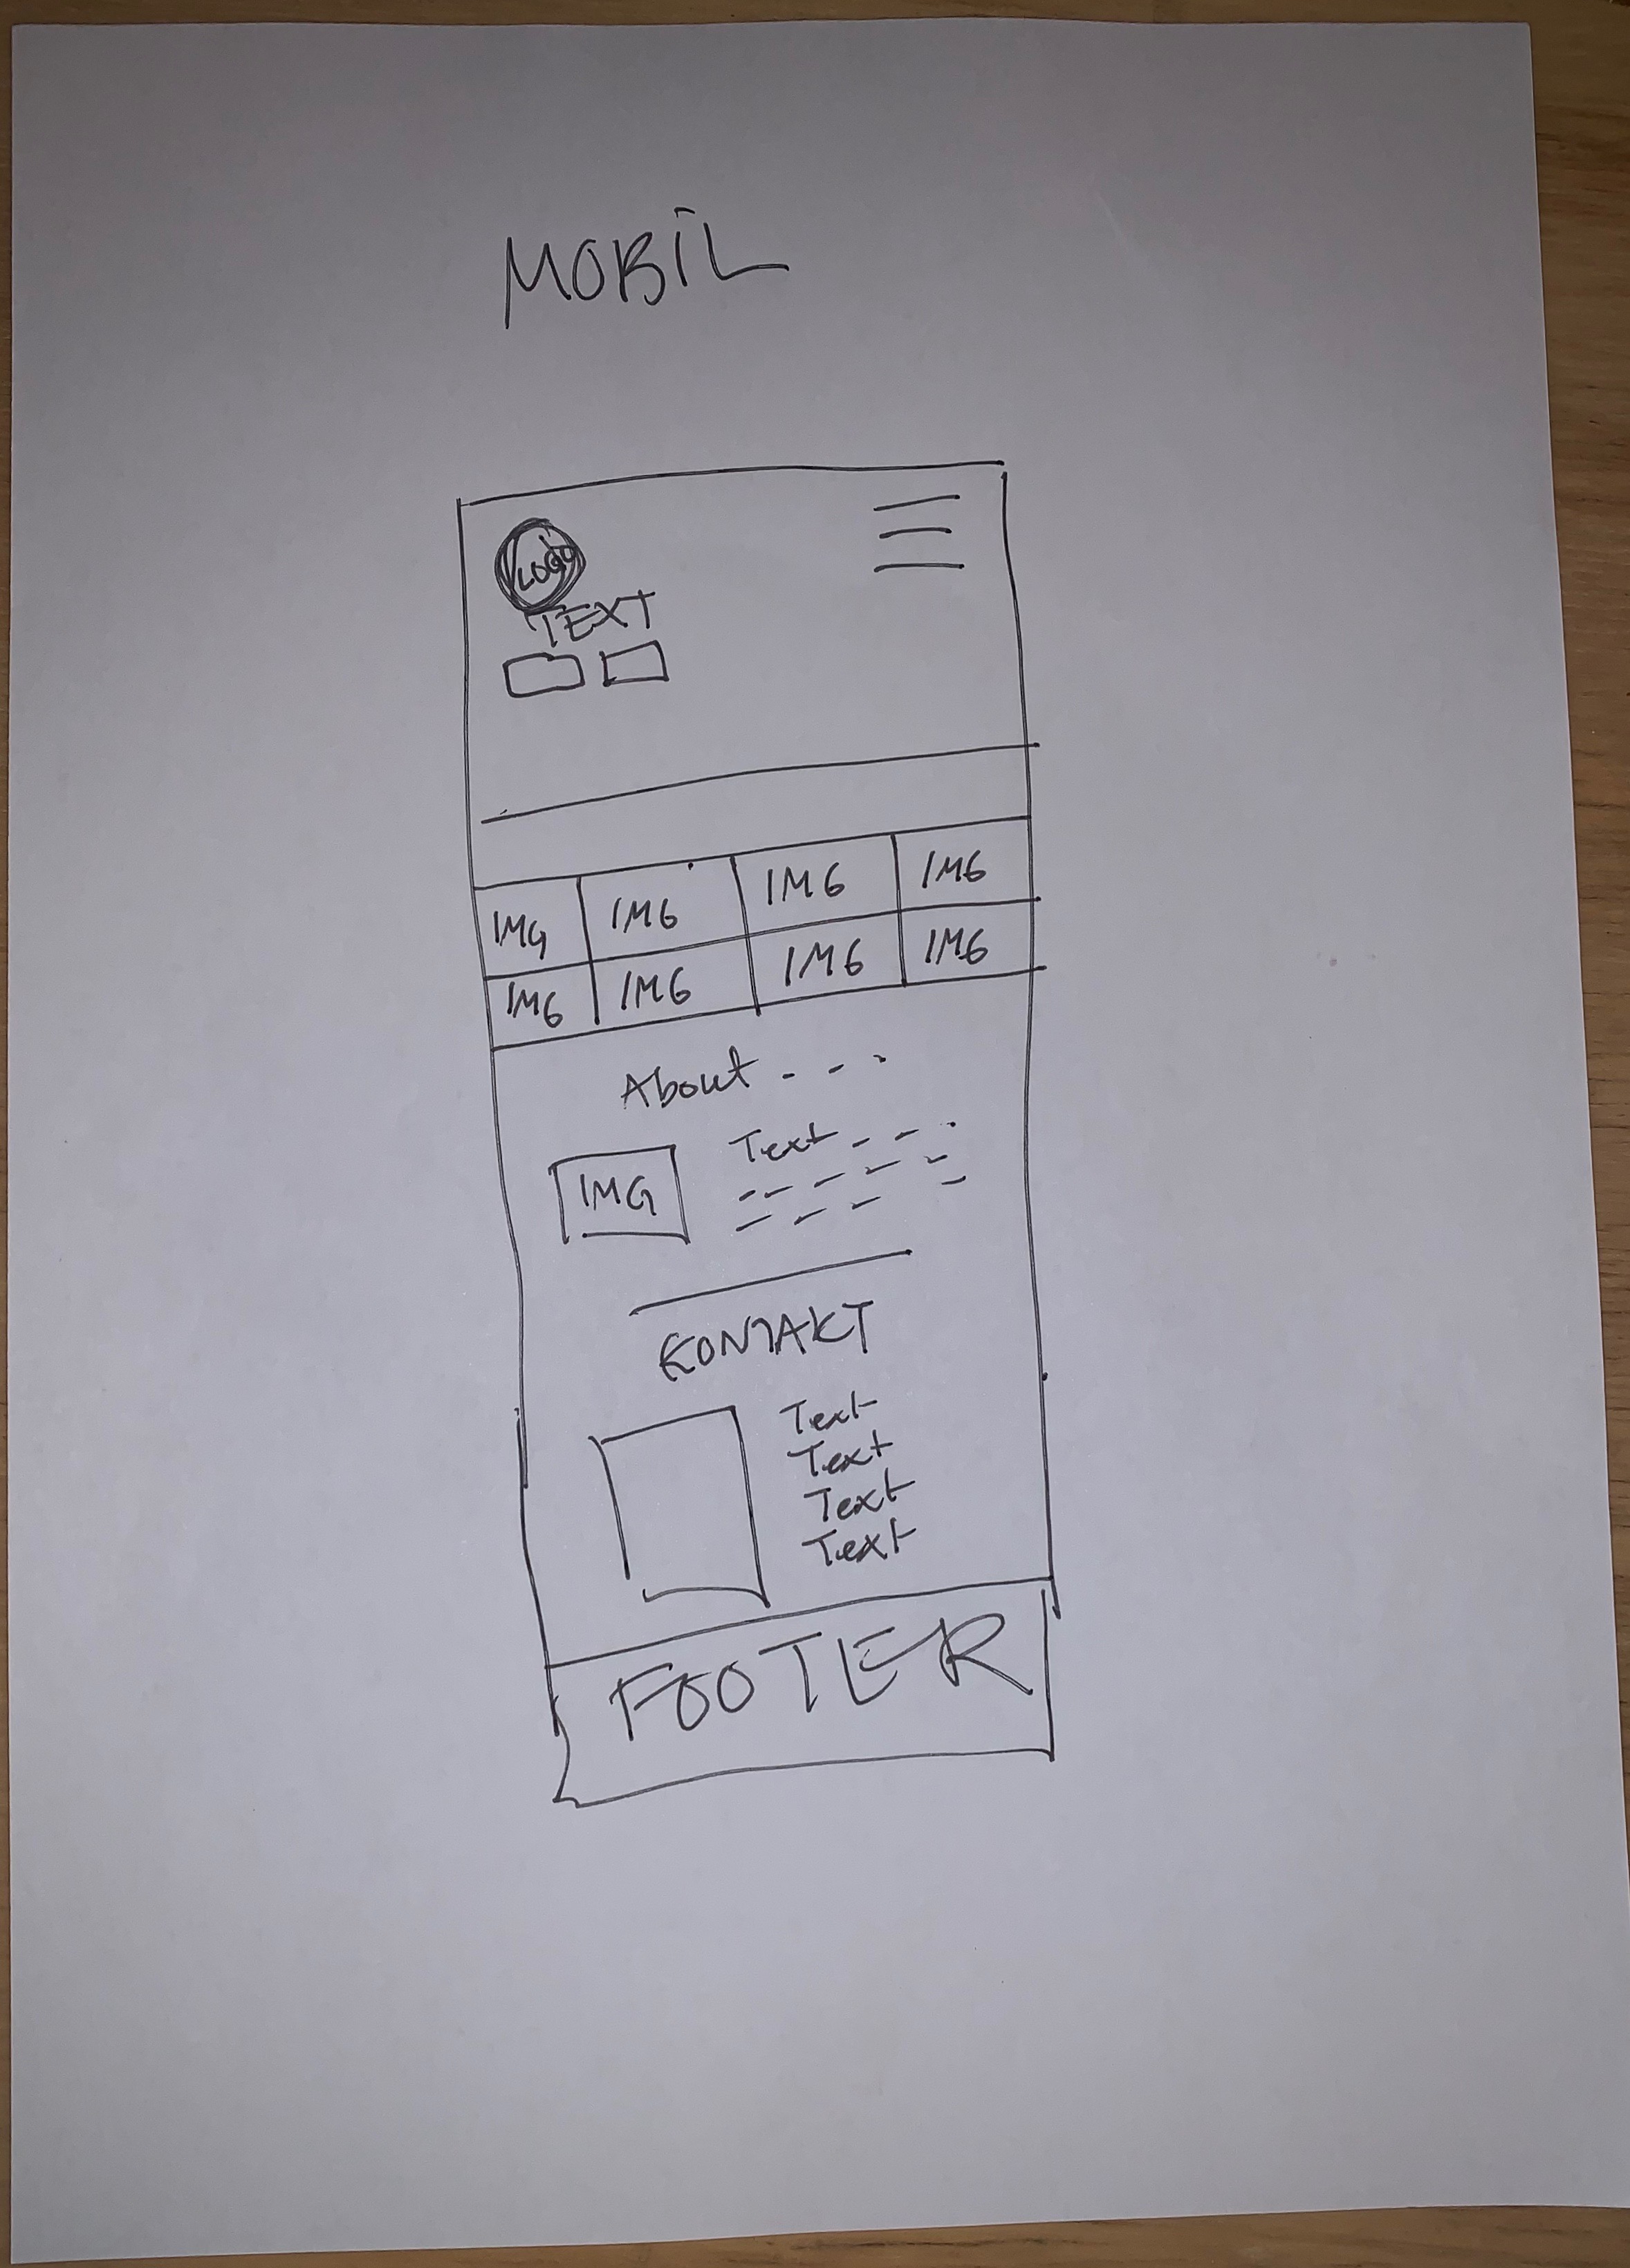 MOBIL
LOGO
TEXT
IMG IMG IMG IMG
IMG IMG IMG IMG
About - - -
Text - - -
IMG
KONTAKT
Text
Text
Text
Text
FOOTER